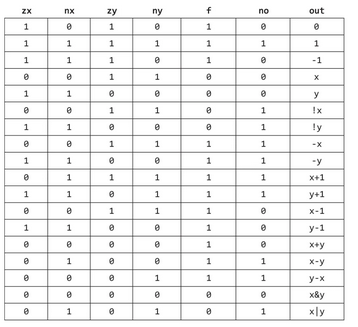 zx nx zy ny f no out
1 0 1 0 1 0 0
1 1 1 1 1 1 1
1 1 1 0 1 0 -1
0 0 1 1 0 0 x
1 1 0 0 0 0 y
0 0 1 1 0 1 !x
1 1 0 0 0 1 !y
0 0 1 1 1 1 -x
1 1 0 0 1 1 -y
0 1 1 1 1 1 x+1
1 1 0 1 1 1 y+1
0 0 1 1 1 0 x-1
1 1 0 0 1 0 y-1
0 0 0 0 1 0 x+y
0 1 0 0 1 1 x-y
0 0 0 1 1 1 y-x
0 0 0 0 0 0 x&y
0 1 0 1 0 1 x|y